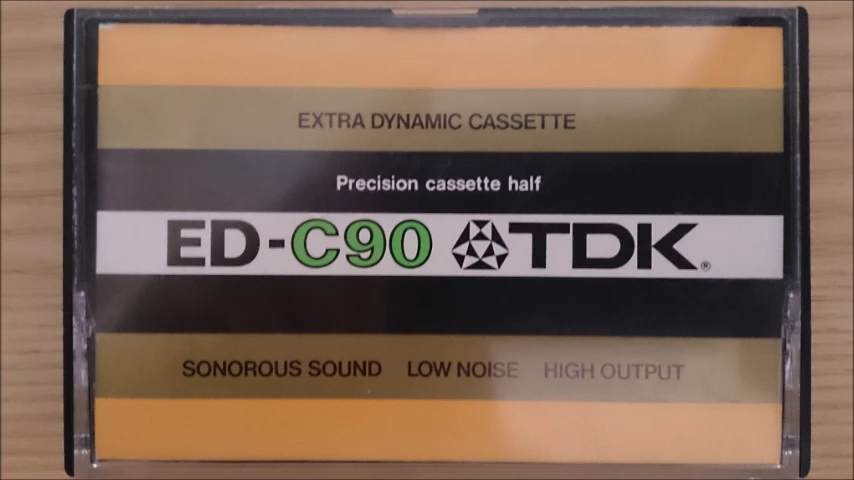 EXTRA DYNAMIC CASSETTE
Precision cassette half
ED-C90 TDK®
SONOROUS SOUND LOW NOISE HIGH OUTPUT